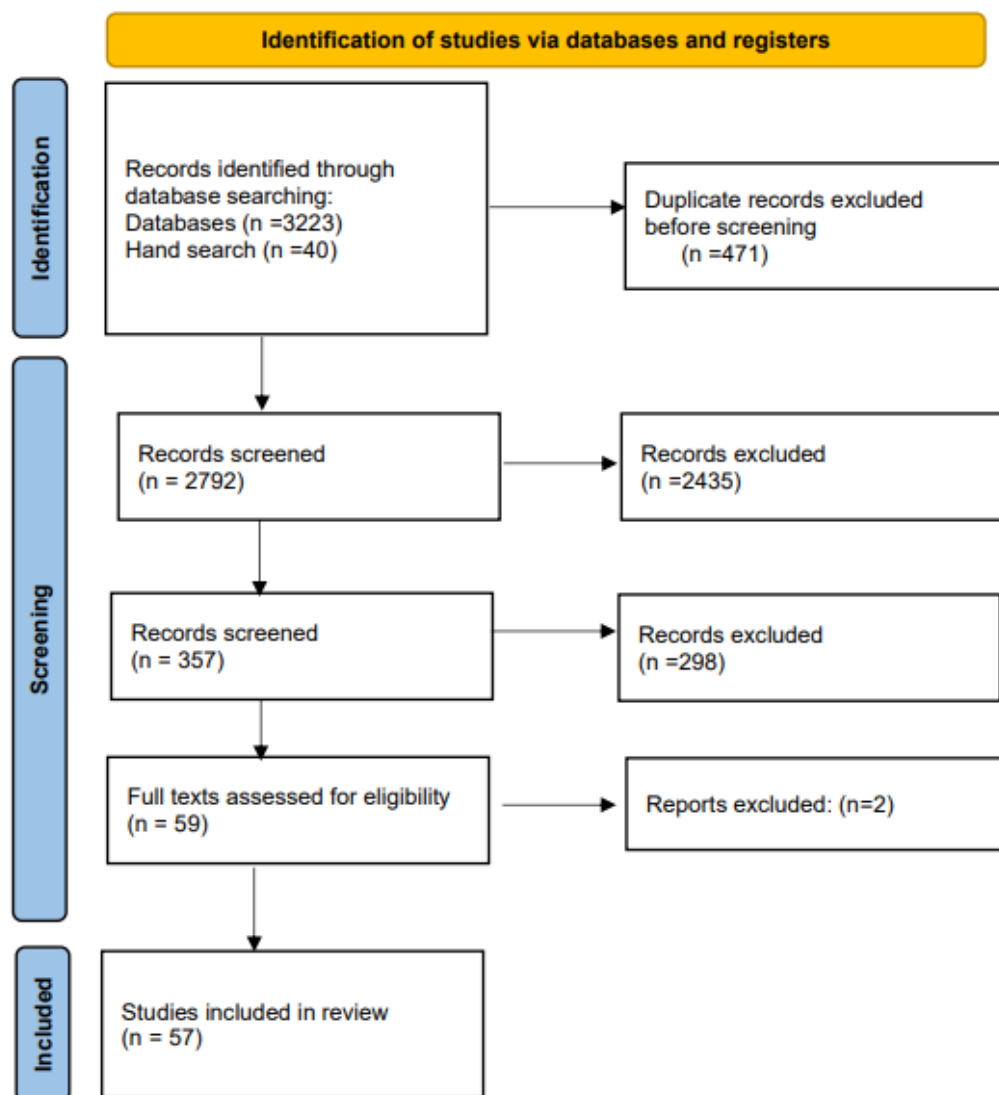 Identification of studies via databases and registers
Identification
Records identified through
database searching:
Databases (n =3223)
Hand search (n =40)
Duplicate records excluded
before screening
(n =471)
Screening
Records screened
(n = 2792)
Records excluded
(n =2435)
Records screened
(n = 357)
Records excluded
(n =298)
Full texts assessed for eligibility
(n = 59)
Reports excluded: (n=2)
Included
Studies included in review
(n = 57)